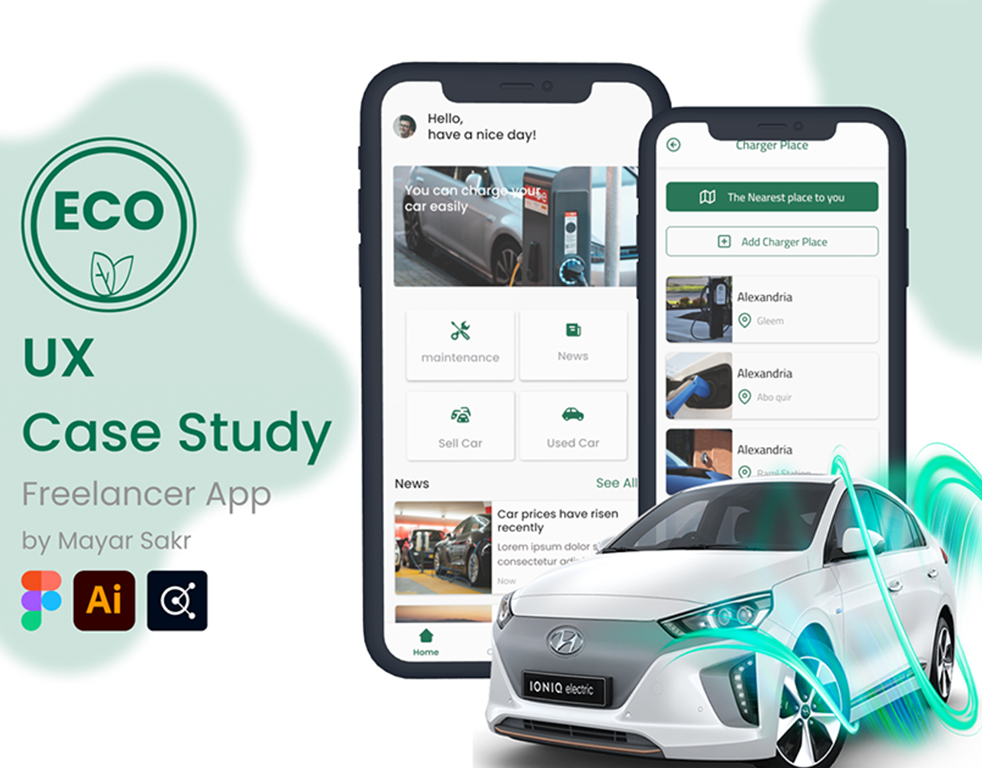 ECO
UX
Case Study
Freelancer App
by Mayar Sakr
Ai
Hello,
have a nice day!
You can charge your
car easily
maintenance
News
Sell Car
Used Car
News
See All
Car prices have risen
recently
Lorem ipsum dolor s
consectetur adip
Now
Home
Charger Place
The Nearest place to you
Add Charger Place
Alexandria
Gleem
Alexandria
Abo quir
Alexandria
Raml Station
IONIQ electric